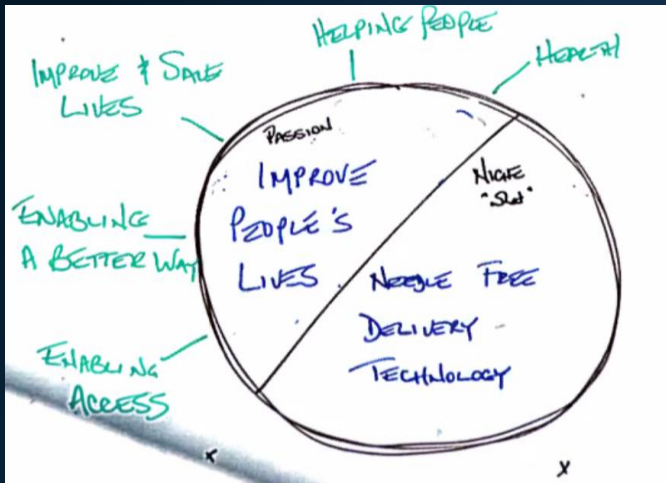 HELPING PEOPLE
HEALTH
IMPROVE & SAVE
LIVES
PASSION
IMPROVE
PEOPLE'S
LIVES
NICHE
NEEDLE FREE
DELIVERY
TECHNOLOGY
ENABLING
A BETTER WAY
ENABLING
ACCESS
x
x